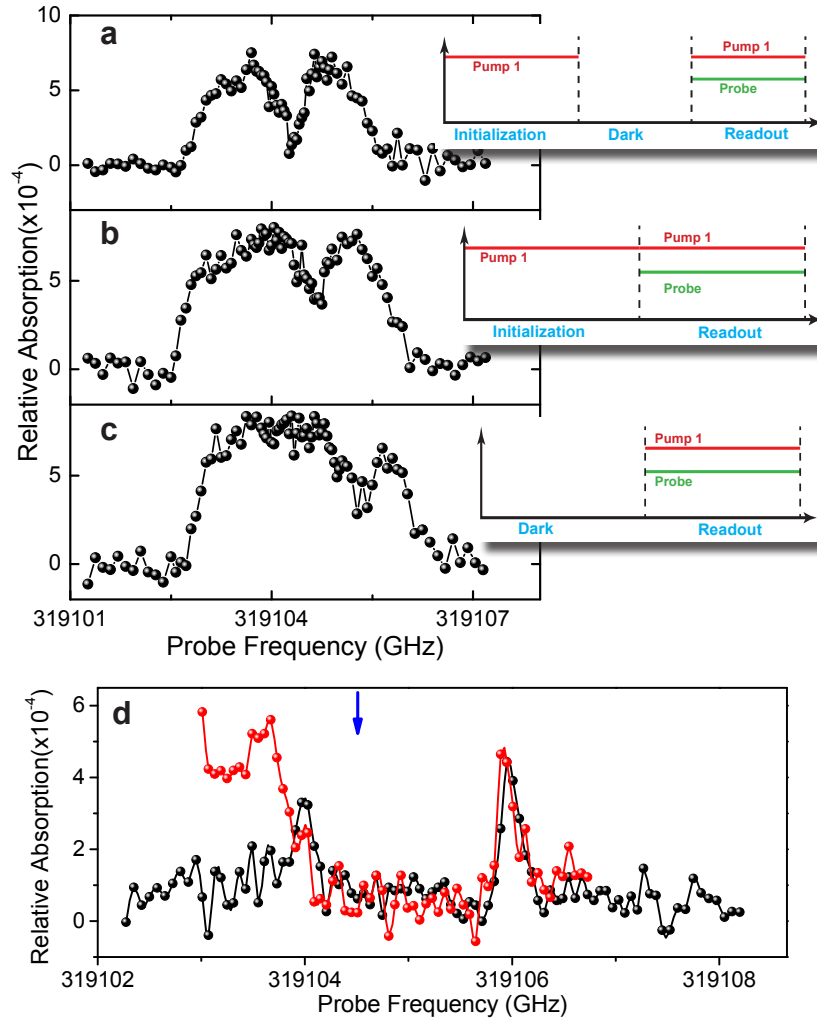 a
10
5
0
Pump 1
Pump 1
Probe
Initialization Dark Readout
b
5
0
Pump 1
Pump 1
Probe
Initialization Readout
c
5
0
Pump 1
Probe
Dark Readout
Relative Absorption(x10⁻⁴)
319101 319104 319107
Probe Frequency (GHz)
d
6
4
2
0
Relative Absorption(x10⁻⁴)
319102 319104 319106 319108
Probe Frequency (GHz)